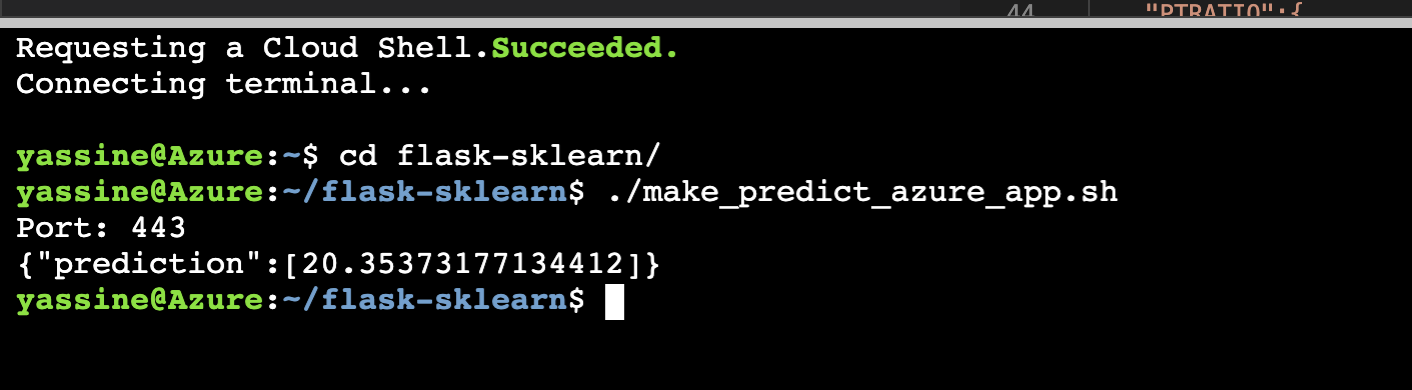 44 "PTRATIO":{
Requesting a Cloud Shell.Succeeded.
Connecting terminal...
yassine@Azure:~$ cd flask-sklearn/
yassine@Azure:~/flask-sklearn$ ./make_predict_azure_app.sh
Port: 443
{"prediction":[20.35373177134412]}
yassine@Azure:~/flask-sklearn$